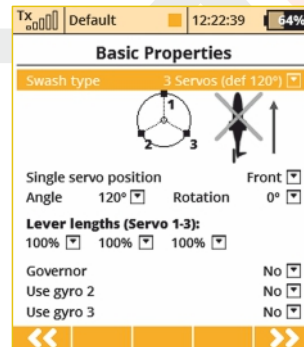 Tx Default 12:22:39 64%
Basic Properties
Swash type 3 Servos (def 120°)
1
2 3
Single servo position Front
Angle 120° Rotation 0°
Lever lengths (Servo 1-3):
100% 100% 100%
Governor No
Use gyro 2 No
Use gyro 3 No